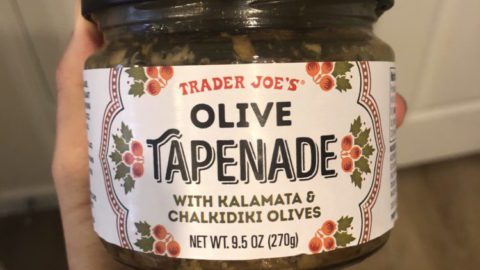 TRADER JOE'S®
OLIVE
TAPENADE
WITH KALAMATA &
CHALKIDIKI OLIVES
NET WT. 9.5 OZ (270g)